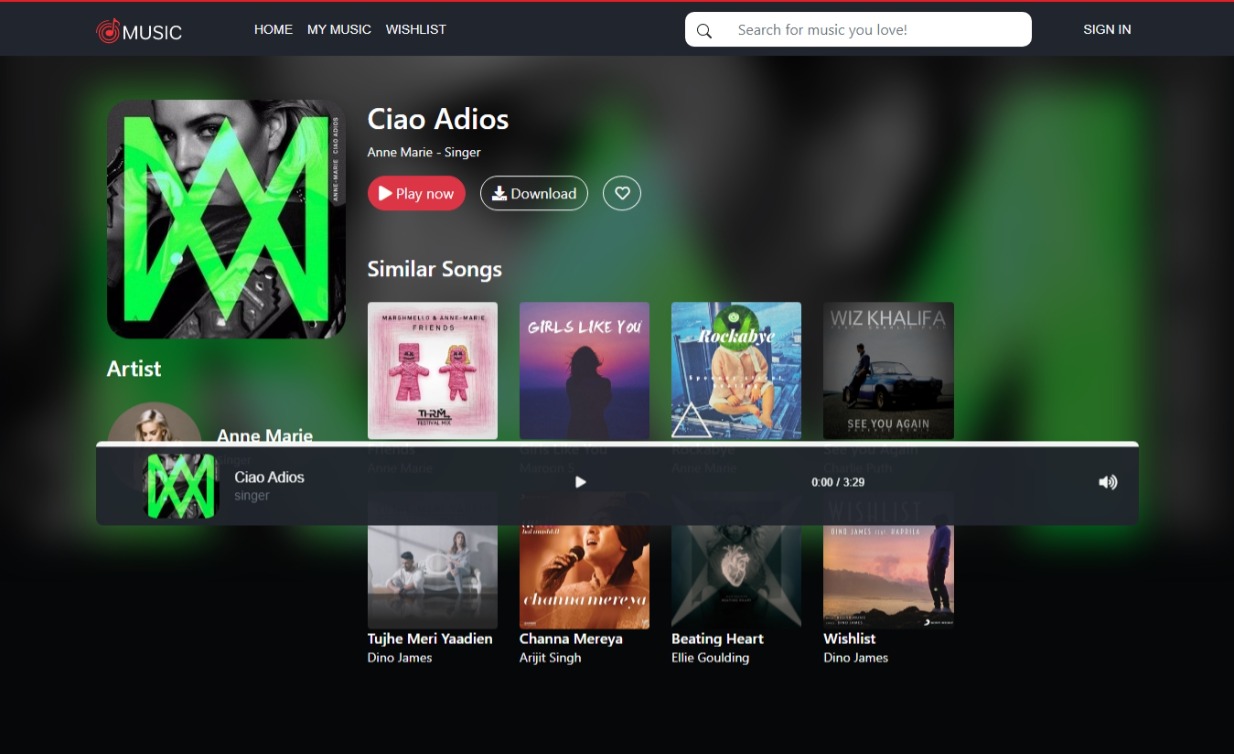 MUSIC
HOME MY MUSIC WISHLIST
Search for music you love!
SIGN IN
ANNE-MARIE CIAO ADIOS
Ciao Adios
Anne Marie - Singer
Play now
Download
Similar Songs
MARSHMELLO & ANNE-MARIE
FRIENDS
FESTIVAL MIX
GIRLS LIKE YOU
Rockabye
WIZ KHALIFA
SEE YOU AGAIN
Artist
Anne Marie
singer
Friends
Anne Marie
Girls Like You
Maroon 5
Rockabye
Anne Marie
See you Again
Charlie Puth
Ciao Adios
singer
0:00 / 3:29
channa mereya
WISHLIST
DINO JAMES feat. KAPRILA
Tujhe Meri Yaadien
Dino James
Channa Mereya
Arijit Singh
Beating Heart
Ellie Goulding
Wishlist
Dino James